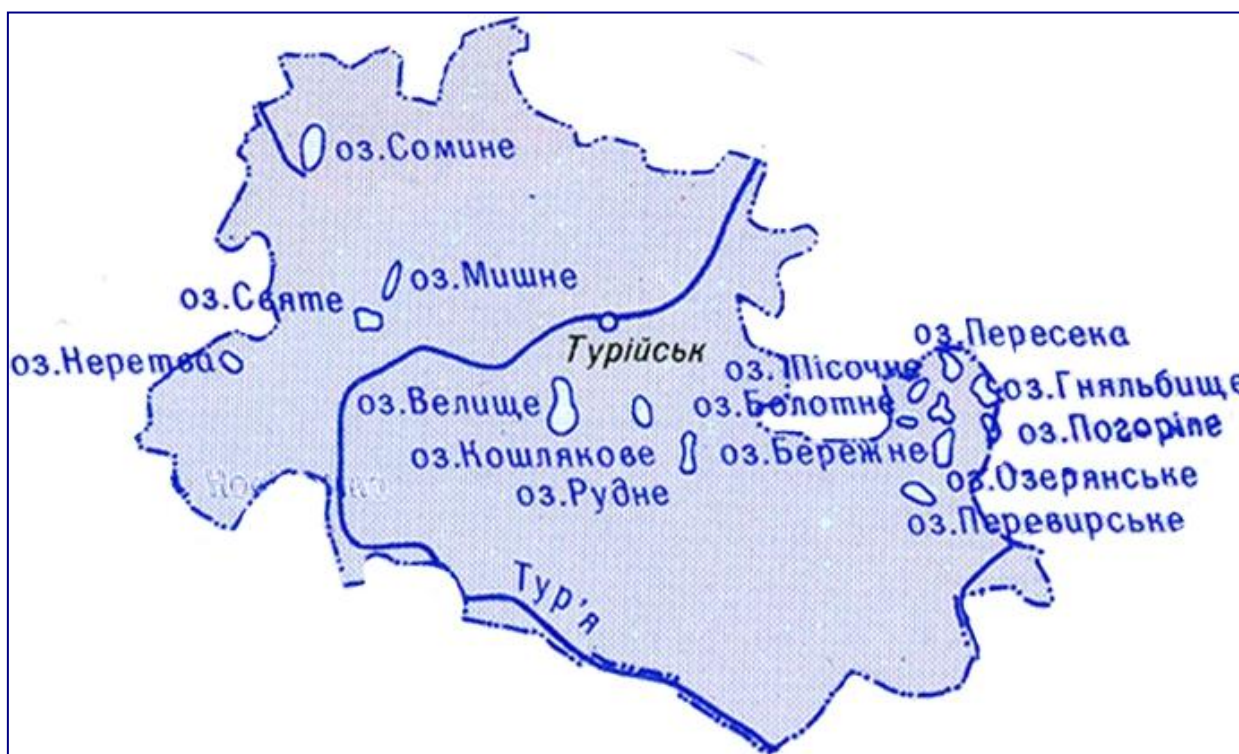 оз.Сомине
оз.Мишне
оз.Святе
оз.Неретва
Турійськ
оз.Пересека
оз.Пісочне
оз.Гняльбище
оз.Велище
оз.Болотне
оз.Погоріле
оз.Кошлякове
оз.Бережне
оз.Рудне
оз.Озерянське
оз.Перевирське
Тур'я